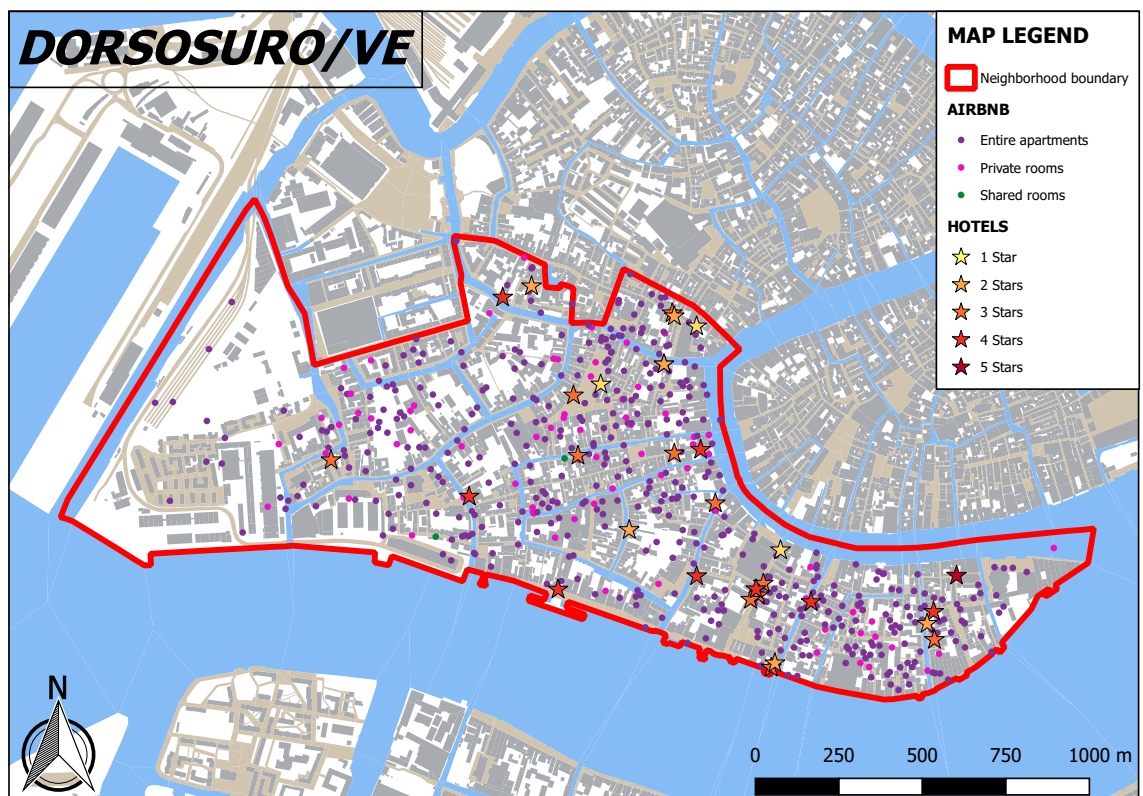 DORSOSURO/VE
MAP LEGEND
Neighborhood boundary
AIRBNB
Entire apartments
Private rooms
Shared rooms
HOTELS
1 Star
2 Stars
3 Stars
4 Stars
5 Stars
N
0 250 500 750 1000 m